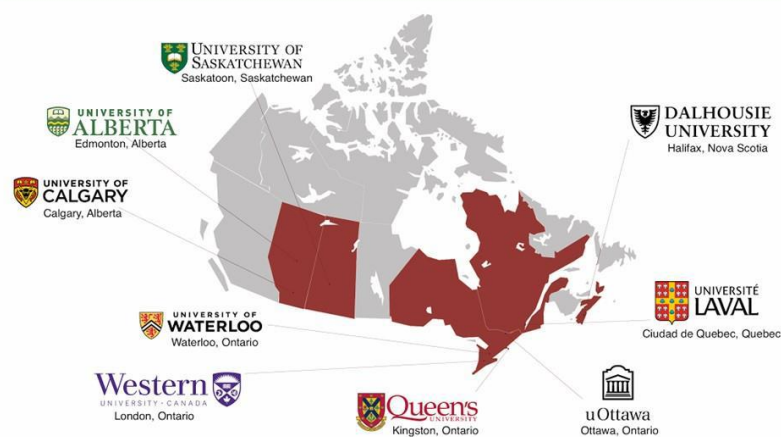 UNIVERSITY OF
SASKATCHEWAN
Saskatoon, Saskatchewan
UNIVERSITY OF
ALBERTA
Edmonton, Alberta
DALHOUSIE
UNIVERSITY
Halifax, Nova Scotia
UNIVERSITY OF
CALGARY
Calgary, Alberta
UNIVERSITÉ
LAVAL
Ciudad de Quebec, Quebec
UNIVERSITY OF
WATERLOO
Waterloo, Ontario
Western
UNIVERSITY · CANADA
London, Ontario
Queen's
UNIVERSITY
Kingston, Ontario
uOttawa
Ottawa, Ontario